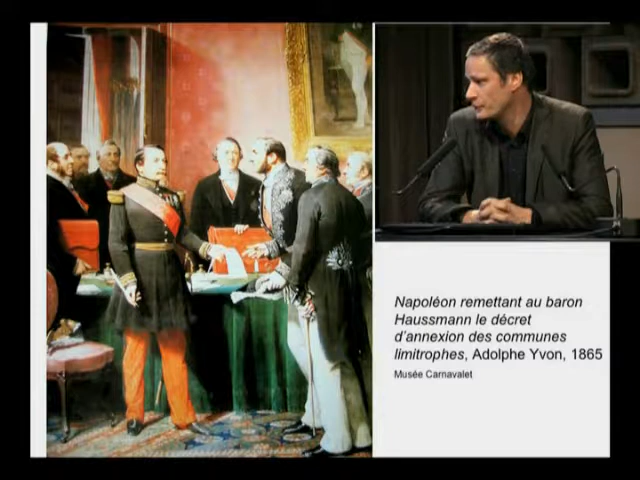 Napoléon remettant au baron
Haussmann le décret
d'annexion des communes
limitrophes, Adolphe Yvon, 1865
Musée Carnavalet